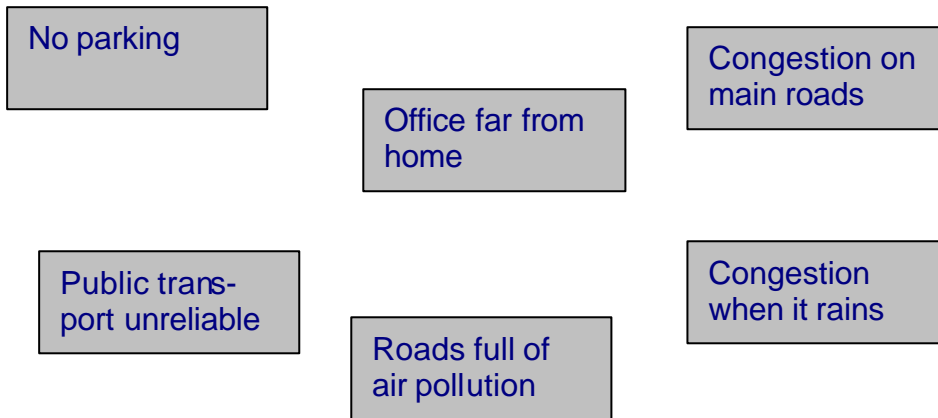 No parking
Office far from
home
Congestion on
main roads
Public trans-
port unreliable
Roads full of
air pollution
Congestion
when it rains